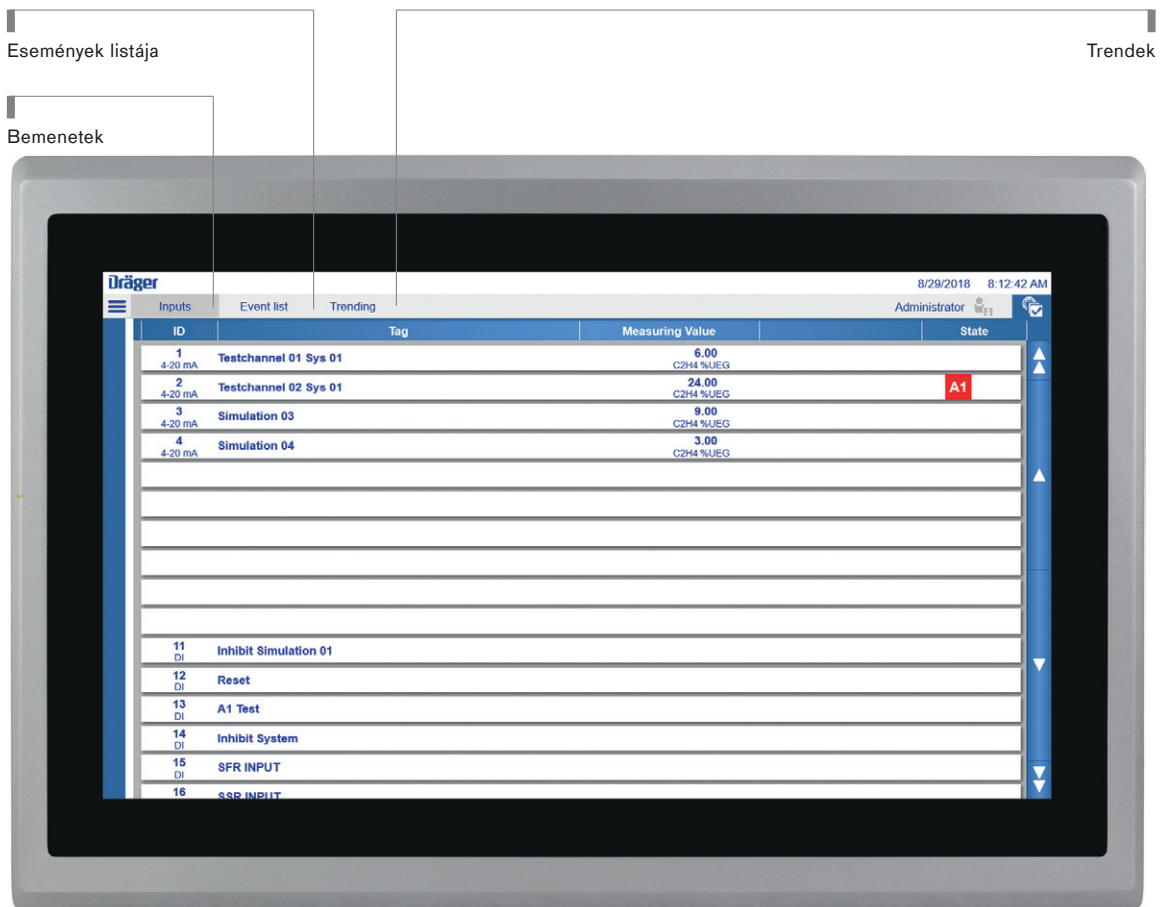 Események listája
Trendek
Bemenetek
Dräger
8/29/2018 8:12:42 AM
Inputs Event list Trending Administrator
ID Tag Measuring Value State
1 Testchannel 01 Sys 01 6.00
4-20 mA C2H4 %UEG
2 Testchannel 02 Sys 01 24.00 A1
4-20 mA C2H4 %UEG
3 Simulation 03 9.00
4-20 mA C2H4 %UEG
4 Simulation 04 3.00
4-20 mA C2H4 %UEG
11 Inhibit Simulation 01
DI
12 Reset
DI
13 A1 Test
DI
14 Inhibit System
DI
15 SFR INPUT
DI
16 SSR INPUT